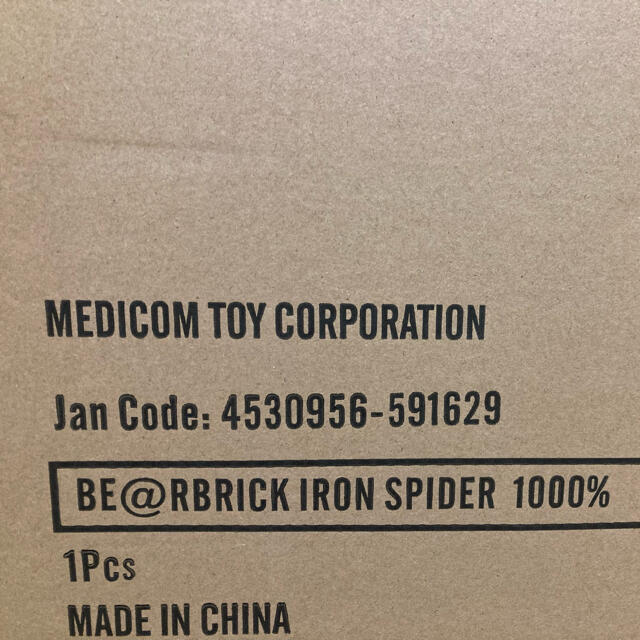 MEDICOM TOY CORPORATION
Jan Code: 4530956-591629
BE@RBRICK IRON SPIDER 1000%
1Pcs
MADE IN CHINA